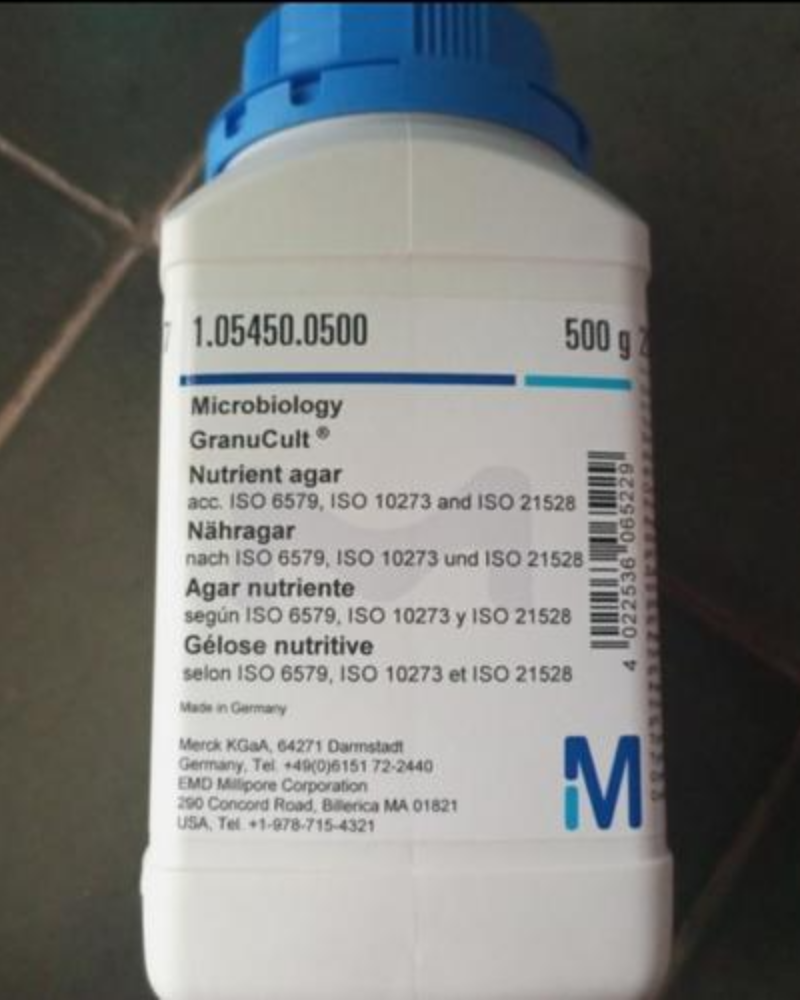 1.05450.0500
500 g
Microbiology
GranuCult ®
Nutrient agar
acc. ISO 6579, ISO 10273 and ISO 21528
Nähragar
nach ISO 6579, ISO 10273 und ISO 21528
Agar nutriente
según ISO 6579, ISO 10273 y ISO 21528
Gélose nutritive
selon ISO 6579, ISO 10273 et ISO 21528
Made in Germany
Merck KGaA, 64271 Darmstadt
Germany, Tel. +49(0)6151 72-2440
EMD Millipore Corporation
290 Concord Road, Billerica MA 01821
USA, Tel. +1-978-715-4321
4 022536 065229
M